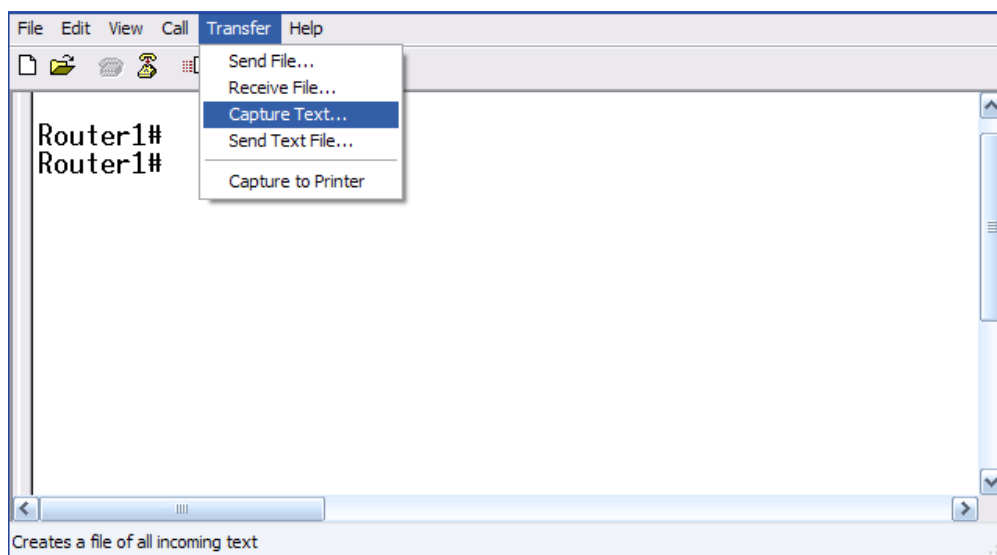 File Edit View Call Transfer Help
Send File...
Receive File...
Capture Text...
Send Text File...
Capture to Printer
Router1#
Router1#
Creates a file of all incoming text